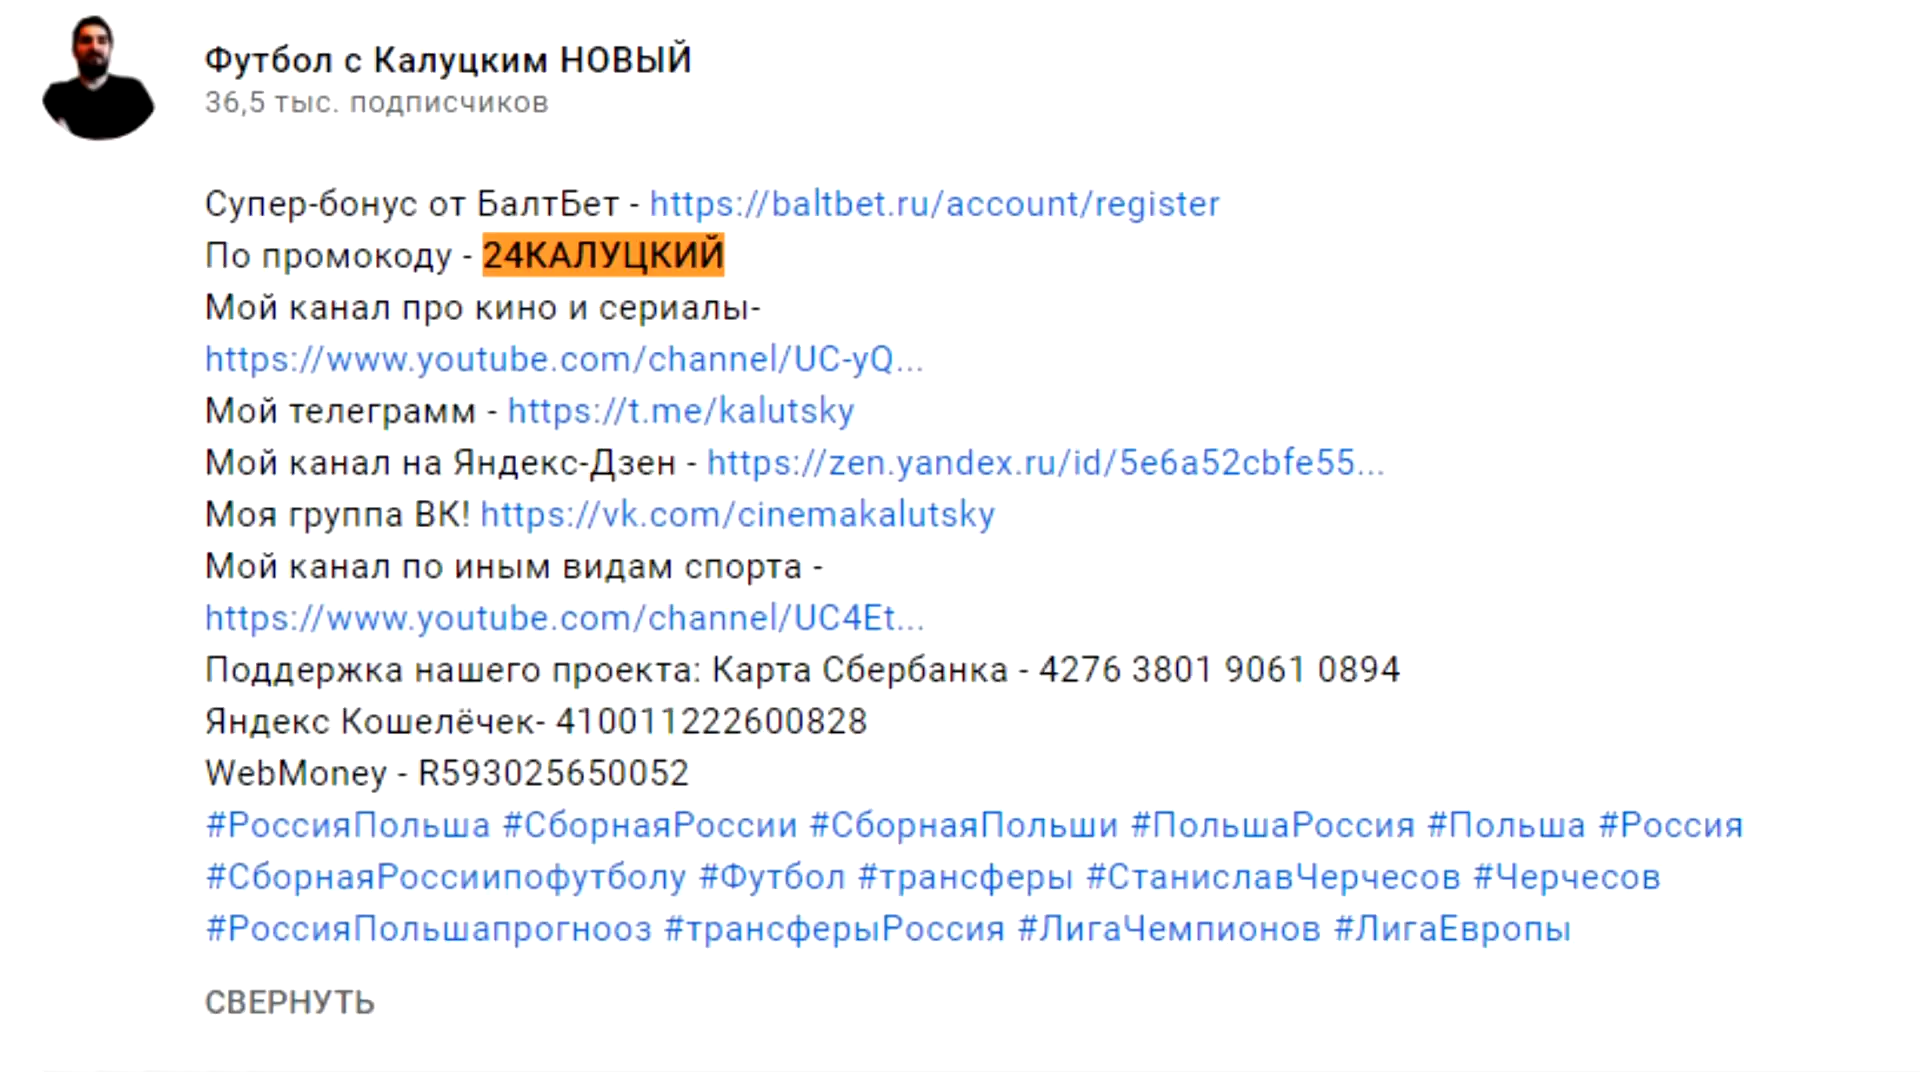 Футбол с Калуцким НОВЫЙ
36,5 тыс. подписчиков
Супер-бонус от БалтБет - https://baltbet.ru/account/register
По промокоду - 24КАЛУЦКИЙ
Мой канал про кино и сериалы-
https://www.youtube.com/channel/UC-yQ...
Мой телеграмм - https://t.me/kalutsky
Мой канал на Яндекс-Дзен - https://zen.yandex.ru/id/5e6a52cbfe55...
Моя группа ВК! https://vk.com/cinemakalutsky
Мой канал по иным видам спорта -
https://www.youtube.com/channel/UC4Et...
Поддержка нашего проекта: Карта Сбербанка - 4276 3801 9061 0894
Яндекс Кошелёчек- 410011222600828
WebMoney - R593025650052
#РоссияПольша #СборнаяРоссии #СборнаяПольши #ПольшаРоссия #Польша #Россия
#СборнаяРоссиипофутболу #Футбол #трансферы #СтаниславЧерчесов #Черчесов
#РоссияПольшапрогнооз #трансферыРоссия #ЛигаЧемпионов #ЛигаЕвропы
СВЕРНУТЬ